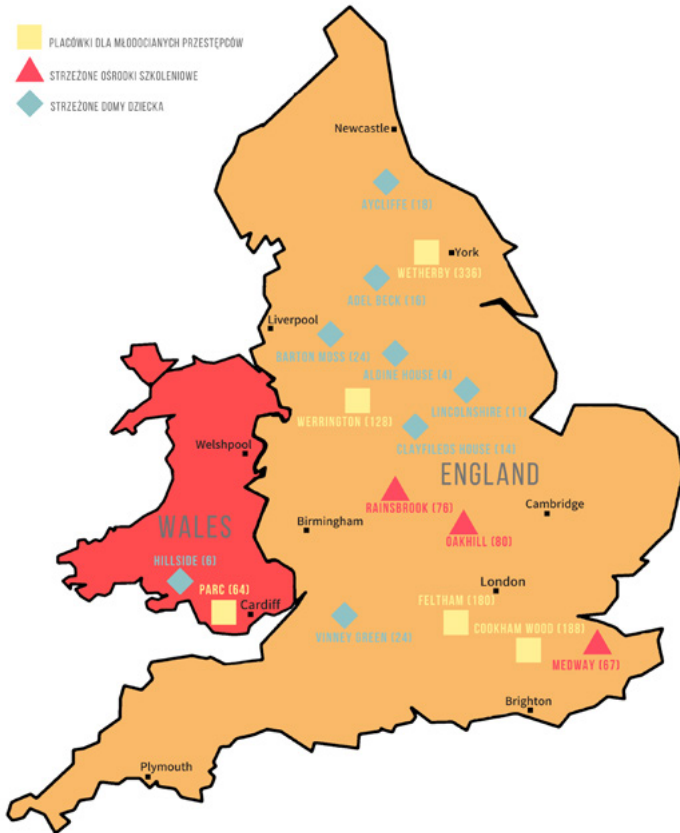 PLACÓWKI DLA MŁODOCIANYCH PRZESTĘPCÓW
STRZEŻONE OŚRODKI SZKOLENIOWE
STRZEŻONE DOMY DZIECKA
Newcastle
AYCLIFFE (18)
York
WETHERBY (336)
ADEL BECK (16)
Liverpool
BARTON MOSS (24)
ALDINE HOUSE (4)
LINCOLNSHIRE (11)
WERRINGTON (128)
CLAYFILEDS HOUSE (14)
Welshpool
ENGLAND
RAINSBROOK (76)
Cambridge
WALES
Birmingham
OAKHILL (80)
HILLSIDE (6)
PARC (64)
London
FELTHAM (180)
Cardiff
COOKHAM WOOD (188)
VINNEY GREEN (24)
MEDWAY (67)
Brighton
Plymouth